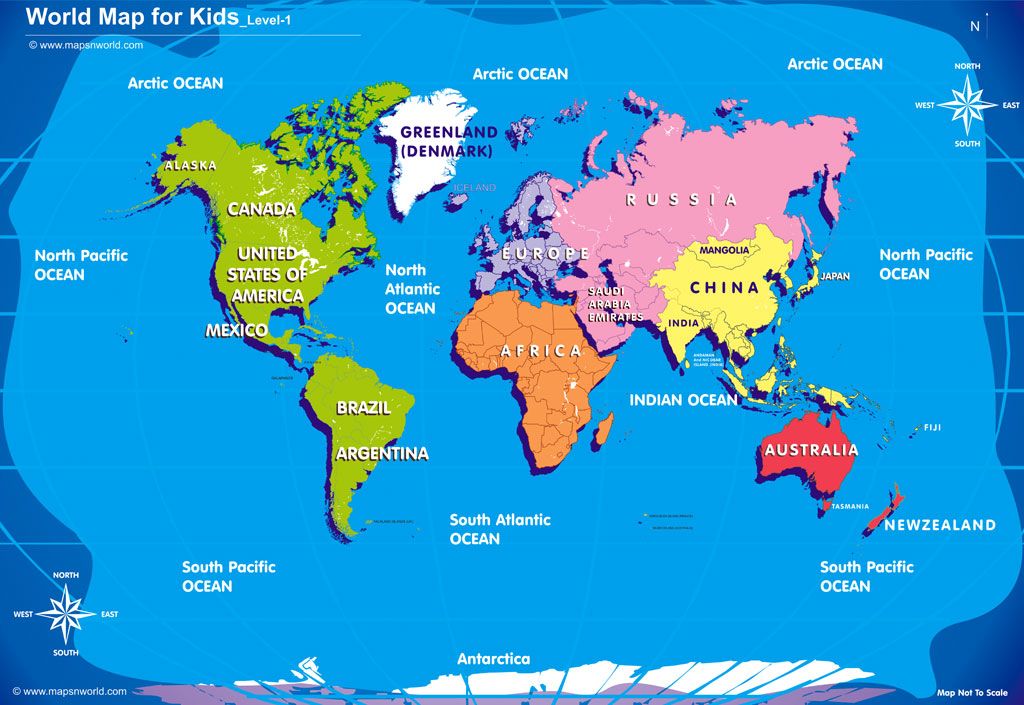 World Map for Kids_Level-1
© www.mapsnworld.com
N
Arctic OCEAN
Arctic OCEAN
Arctic OCEAN
NORTH
WEST
EAST
SOUTH
GREENLAND
(DENMARK)
ALASKA
ICELAND
CANADA
RUSSIA
North Pacific
OCEAN
UNITED
STATES OF
AMERICA
EUROPE
MANGOLIA
North Pacific
OCEAN
North
Atlantic
OCEAN
JAPAN
CHINA
SAUDI
ARABIA
EMIRATES
MEXICO
INDIA
AFRICA
ANDAMAN
And NICOBAR
ISLAND (INDIA)
BRAZIL
INDIAN OCEAN
FIJI
ARGENTINA
AUSTRALIA
TASMANIA
South Atlantic
OCEAN
NEWZEALAND
South Pacific
OCEAN
South Pacific
OCEAN
NORTH
WEST
EAST
SOUTH
Antarctica
© www.mapsnworld.com
Map Not To Scale